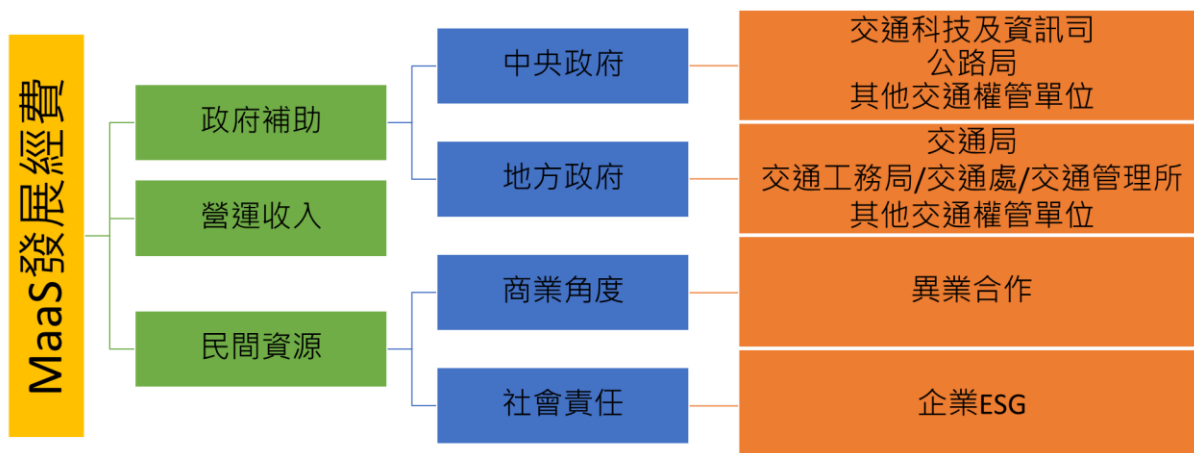 MaaS發展經費
政府補助
中央政府
交通科技及資訊司
公路局
其他交通權管單位
地方政府
交通局
交通工務局/交通處/交通管理所
其他交通權管單位
營運收入
民間資源
商業角度
異業合作
社會責任
企業ESG